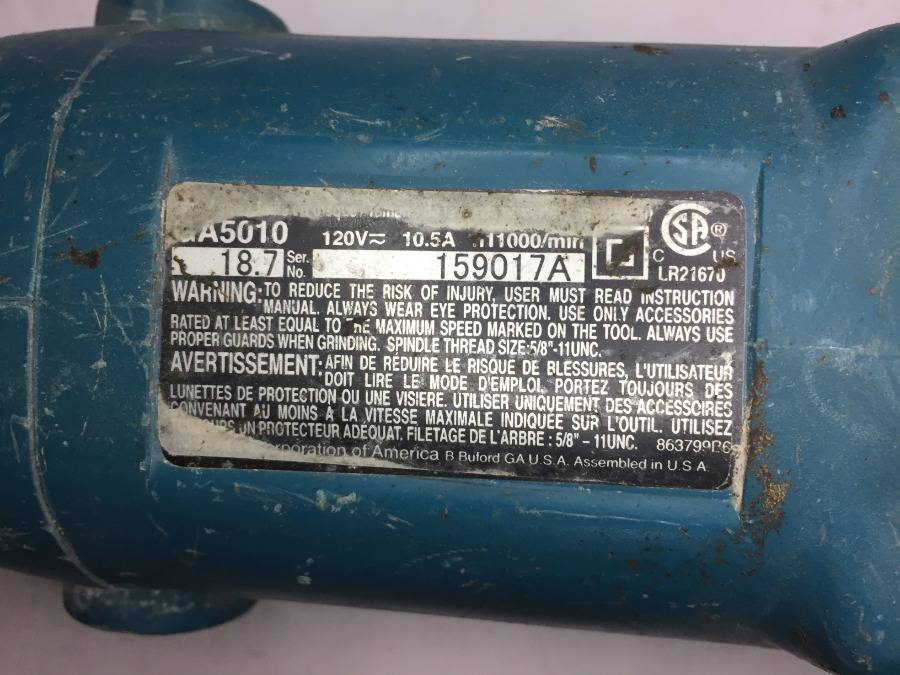 GA5010 120V 10.5A n11000/min
18.7 Ser. No. 159017A
CSA ® C US
LR21670
WARNING: TO REDUCE THE RISK OF INJURY, USER MUST READ INSTRUCTION
MANUAL. ALWAYS WEAR EYE PROTECTION. USE ONLY ACCESSORIES
RATED AT LEAST EQUAL TO THE MAXIMUM SPEED MARKED ON THE TOOL. ALWAYS USE
PROPER GUARDS WHEN GRINDING. SPINDLE THREAD SIZE:5/8"-11UNC.
AVERTISSEMENT: AFIN DE RÉDUIRE LE RISQUE DE BLESSURES, L'UTILISATEUR
DOIT LIRE LE MODE D'EMPLOI. PORTEZ TOUJOURS DES
LUNETTES DE PROTECTION OU UNE VISIERE. UTILISER UNIQUEMENT DES ACCESSOIRES
CONVENANT AU MOINS À LA VITESSE MAXIMALE INDIQUÉE SUR L'OUTIL. UTILISEZ
UN PROTECTEUR ADÉQUAT. FILETAGE DE L'ARBRE : 5/8" – 11UNC.
of America B Buford GA U.S.A. Assembled in U.S.A.